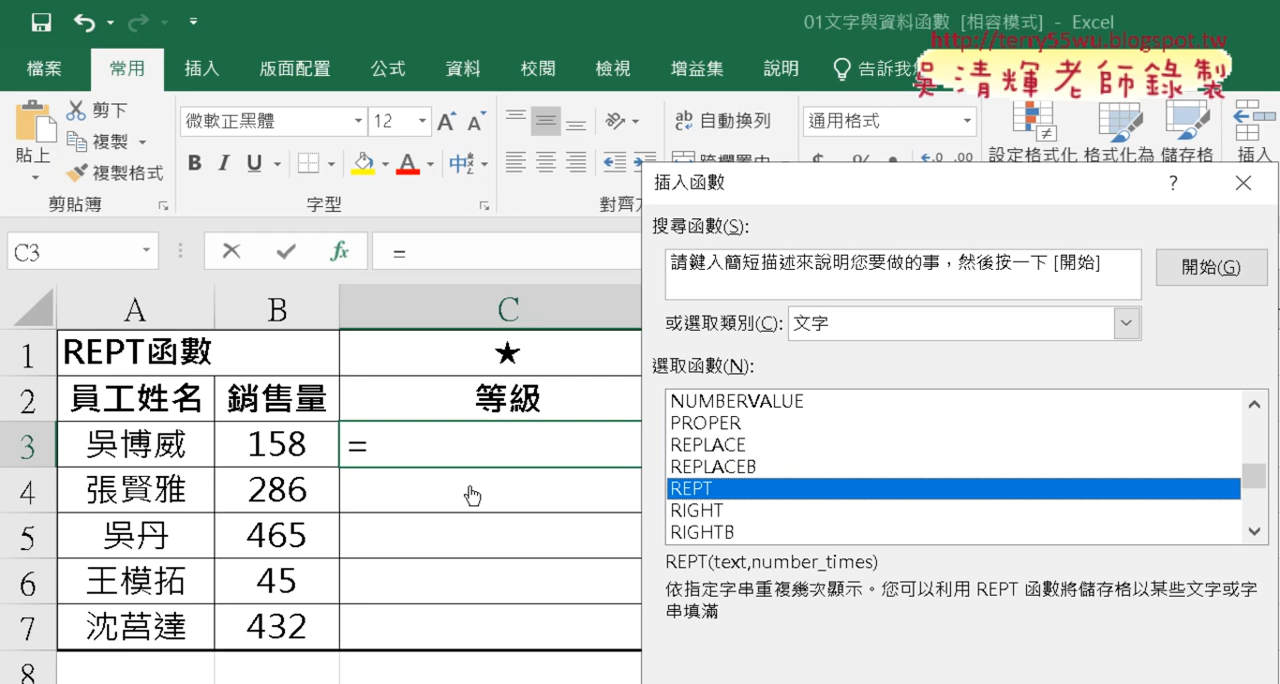 01文字與資料函數 [相容模式] - Excel
http://terry55wu.blogspot.tw
吳清輝老師錄製
檔案 常用 插入 版面配置 公式 資料 校閱 檢視 增益集 說明 告訴我
剪下
複製
複製格式
貼上
剪貼簿
微軟正黑體 12
B I U
字型
ab 自動換列
跨欄置中
對齊方
通用格式
$ % ,
設定格式化 格式化為 儲存格 插入
C3 fx =
A B C
1 REPT函數 ★
2 員工姓名 銷售量 等級
3 吳博威 158 =
4 張賢雅 286
5 吳丹 465
6 王模拓 45
7 沈莒達 432
8
插入函數 ?
搜尋函數(S):
請鍵入簡短描述來說明您要做的事，然後按一下 [開始]
開始(G)
或選取類別(C): 文字
選取函數(N):
NUMBERVALUE
PROPER
REPLACE
REPLACEB
REPT
RIGHT
RIGHTB
REPT(text,number_times)
依指定字串重複幾次顯示。您可以利用 REPT 函數將儲存格以某些文字或字
串填滿